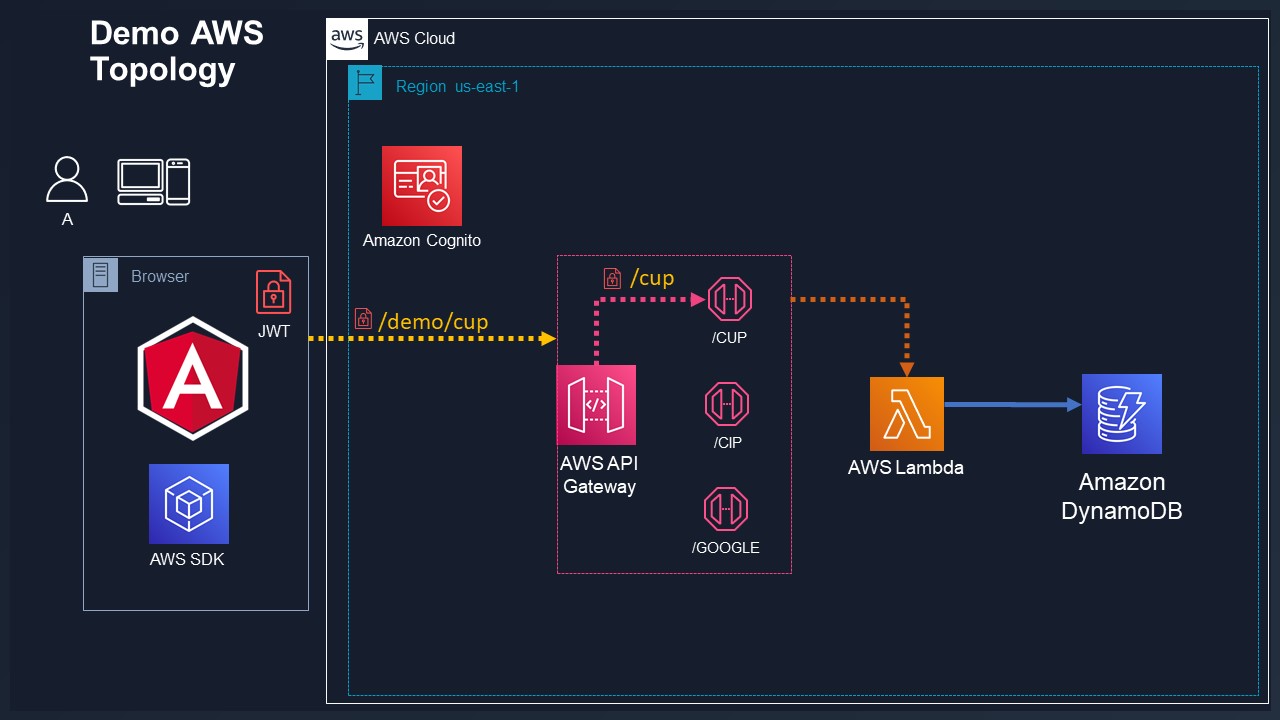 Demo AWS
Topology
aws
AWS Cloud
Region us-east-1
A
Amazon Cognito
Browser
JWT
/demo/cup
/cup
/CUP
</>
AWS API
Gateway
/CIP
/GOOGLE
AWS Lambda
Amazon
DynamoDB
A
AWS SDK